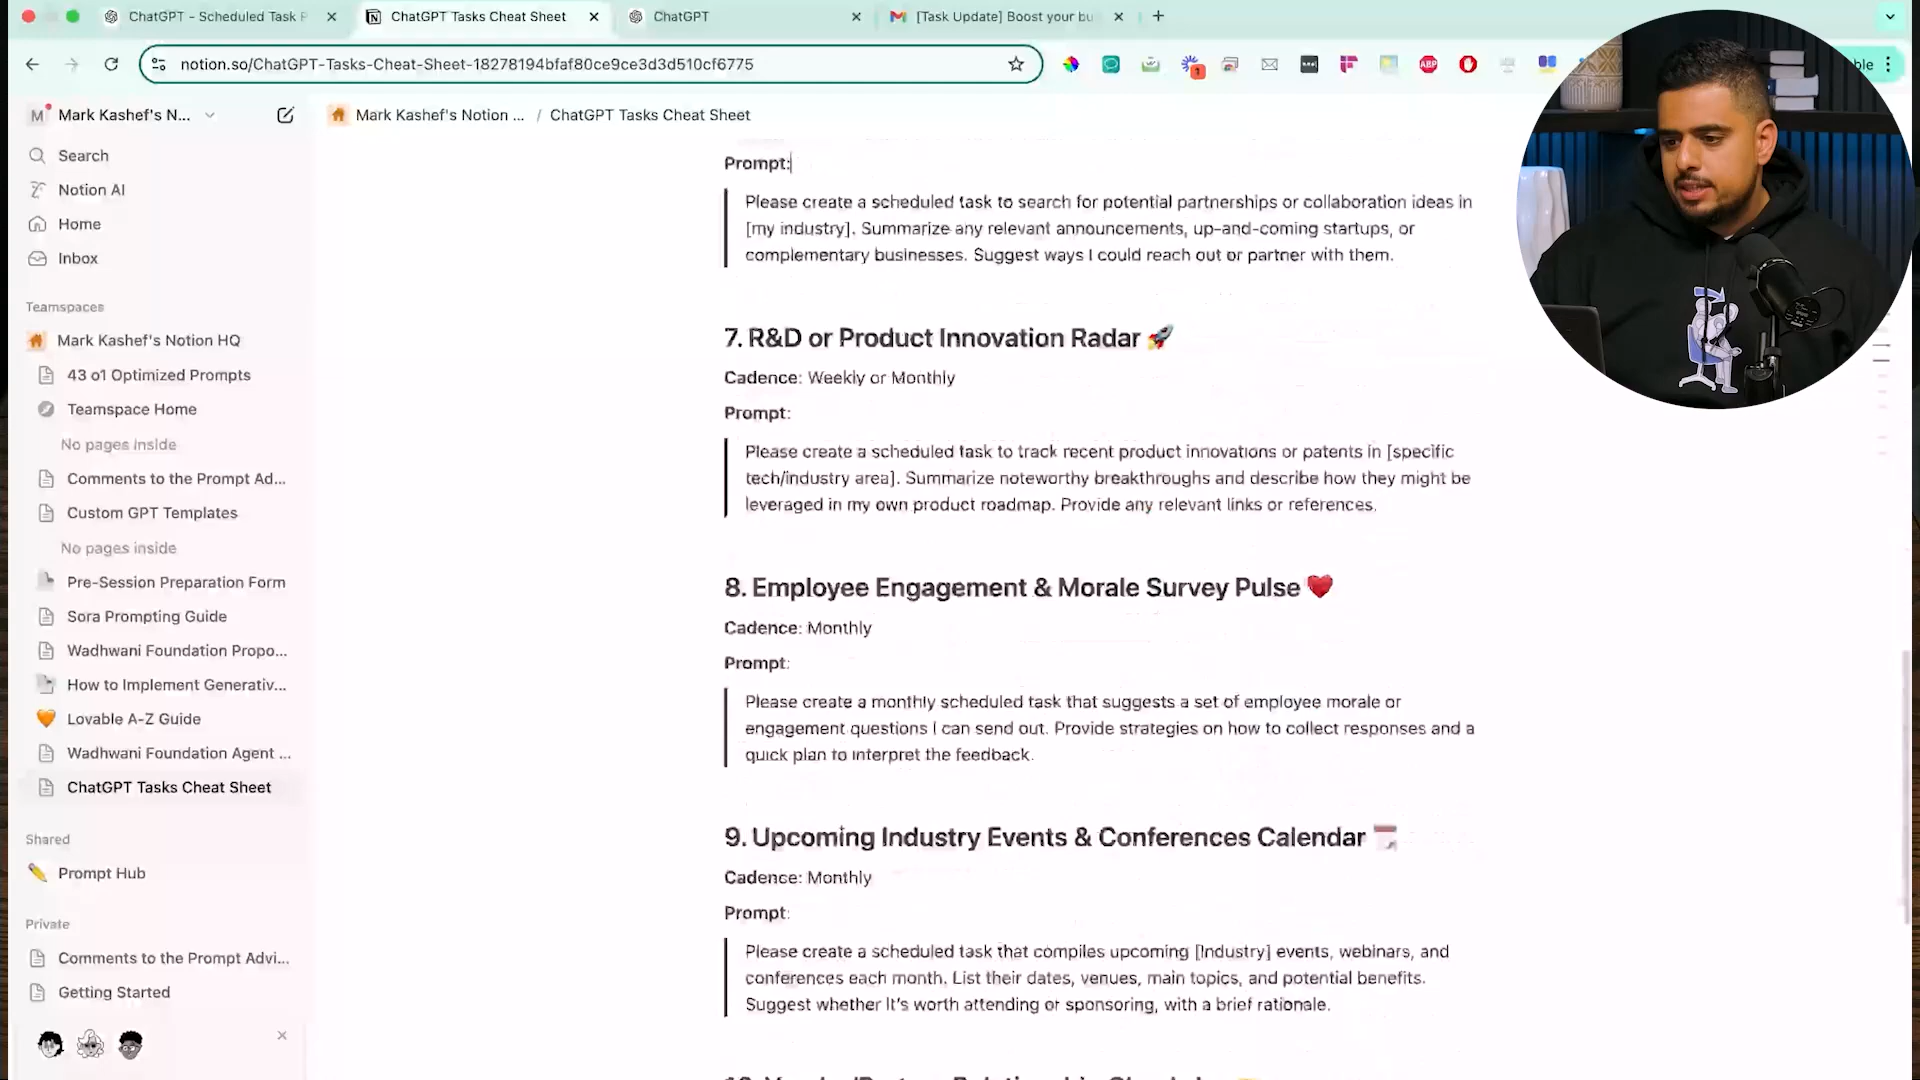 ChatGPT - Scheduled Task
ChatGPT Tasks Cheat Sheet
ChatGPT
[Task Update] Boost your bu
notion.so/ChatGPT-Tasks-Cheat-Sheet-18278194bfaf80ce9ce3d3d510cf6775
1
ABP
ble
M Mark Kashef's N...
Mark Kashef's Notion ... / ChatGPT Tasks Cheat Sheet
Search
Notion AI
Home
Inbox
Teamspaces
Mark Kashef's Notion HQ
43 o1 Optimized Prompts
Teamspace Home
No pages inside
Comments to the Prompt Ad...
Custom GPT Templates
No pages inside
Pre-Session Preparation Form
Sora Prompting Guide
Wadhwani Foundation Propo...
How to Implement Generativ...
Lovable A-Z Guide
Wadhwani Foundation Agent ...
ChatGPT Tasks Cheat Sheet
Shared
Prompt Hub
Private
Comments to the Prompt Advi...
Getting Started
Prompt:
Please create a scheduled task to search for potential partnerships or collaboration ideas in
[my industry]. Summarize any relevant announcements, up-and-coming startups, or
complementary businesses. Suggest ways I could reach out or partner with them.
7. R&D or Product Innovation Radar 🚀
Cadence: Weekly or Monthly
Prompt:
Please create a scheduled task to track recent product innovations or patents in [specific
tech/industry area]. Summarize noteworthy breakthroughs and describe how they might be
leveraged in my own product roadmap. Provide any relevant links or references.
8. Employee Engagement & Morale Survey Pulse ❤️
Cadence: Monthly
Prompt:
Please create a monthly scheduled task that suggests a set of employee morale or
engagement questions I can send out. Provide strategies on how to collect responses and a
quick plan to interpret the feedback.
9. Upcoming Industry Events & Conferences Calendar
Cadence: Monthly
Prompt:
Please create a scheduled task that compiles upcoming [Industry] events, webinars, and
conferences each month. List their dates, venues, main topics, and potential benefits.
Suggest whether it's worth attending or sponsoring, with a brief rationale.